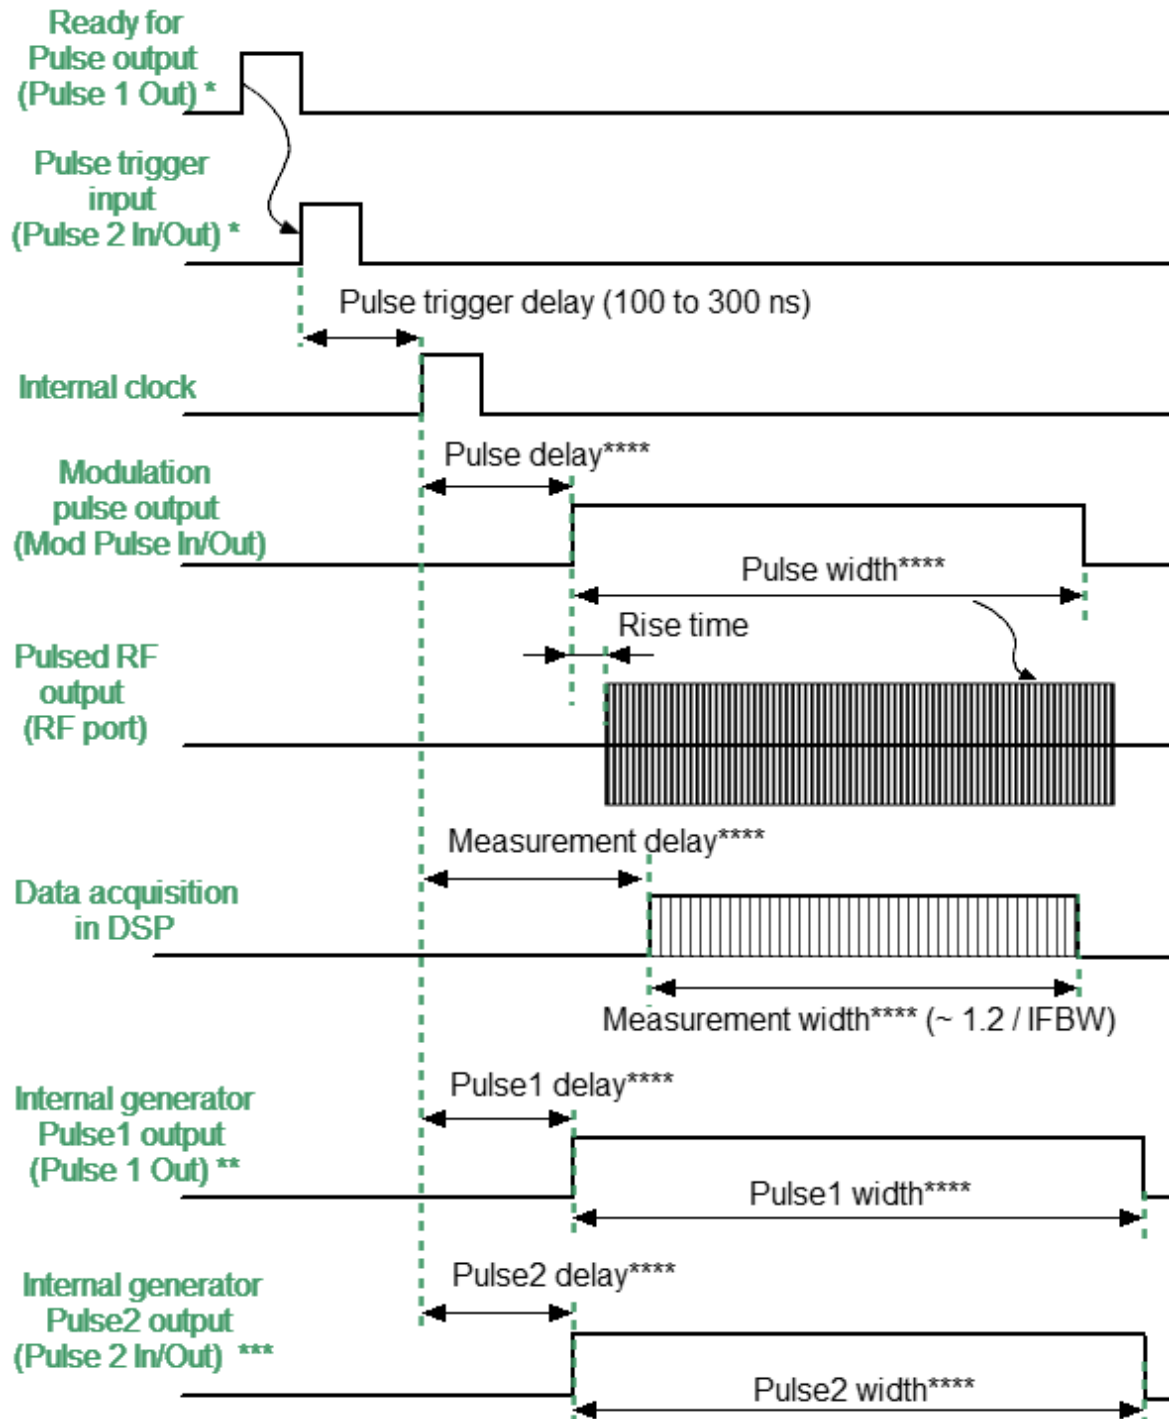 Ready for
Pulse output
(Pulse 1 Out) *
Pulse trigger
input
(Pulse 2 In/Out) *
Pulse trigger delay (100 to 300 ns)
Internal clock
Pulse delay****
Modulation
pulse output
(Mod Pulse In/Out)
Pulse width****
Rise time
Pulsed RF
output
(RF port)
Measurement delay****
Data acquisition
in DSP
Measurement width**** (~ 1.2 / IFBW)
Pulse1 delay****
Internal generator
Pulse1 output
(Pulse 1 Out) **
Pulse1 width****
Pulse2 delay****
Internal generator
Pulse2 output
(Pulse 2 In/Out) ***
Pulse2 width****